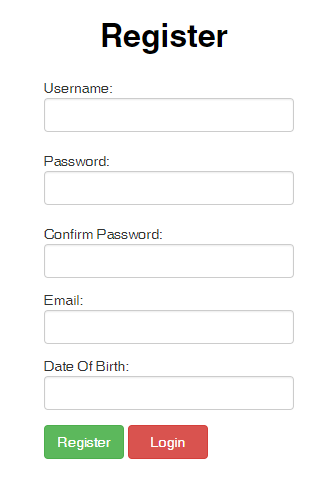 Register
Username:
Password:
Confirm Password:
Email:
Date Of Birth:
Register Login